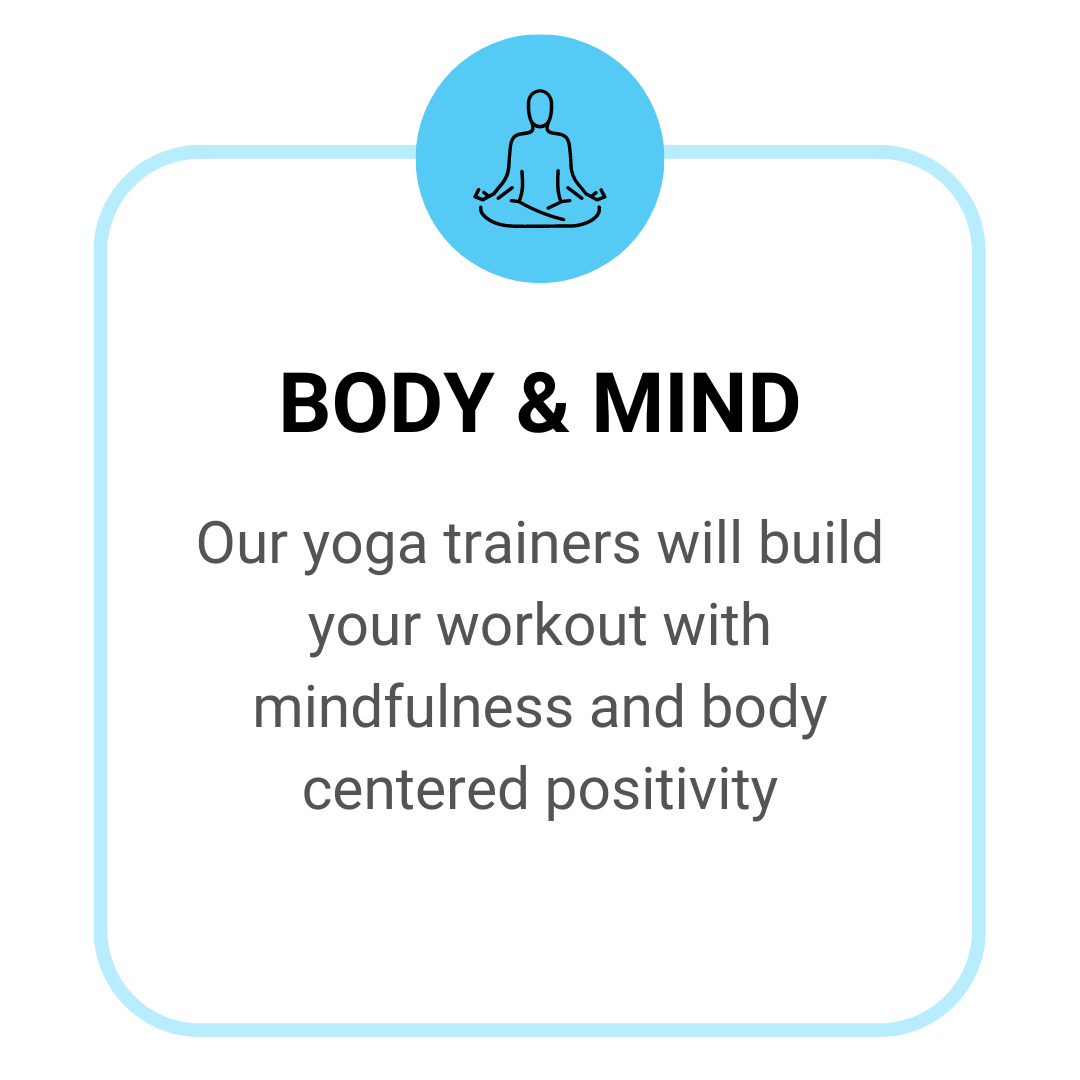 BODY & MIND
Our yoga trainers will build
your workout with
mindfulness and body
centered positivity